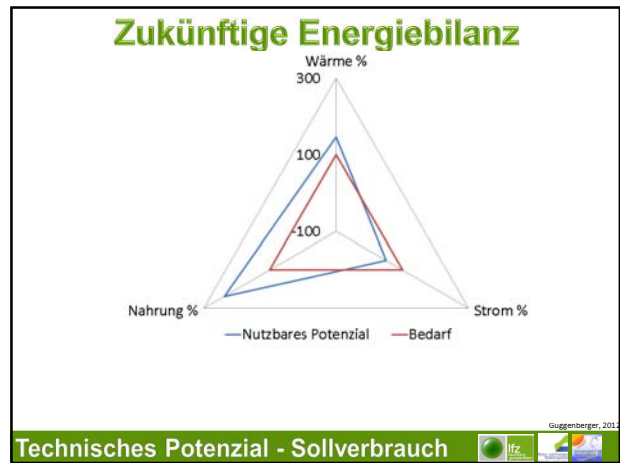 Zukünftige Energiebilanz
Wärme %
300
100
-100
Nahrung %
Strom %
Nutzbares Potenzial
Bedarf
Guggenberger, 2012
Technisches Potenzial - Sollverbrauch
lfz